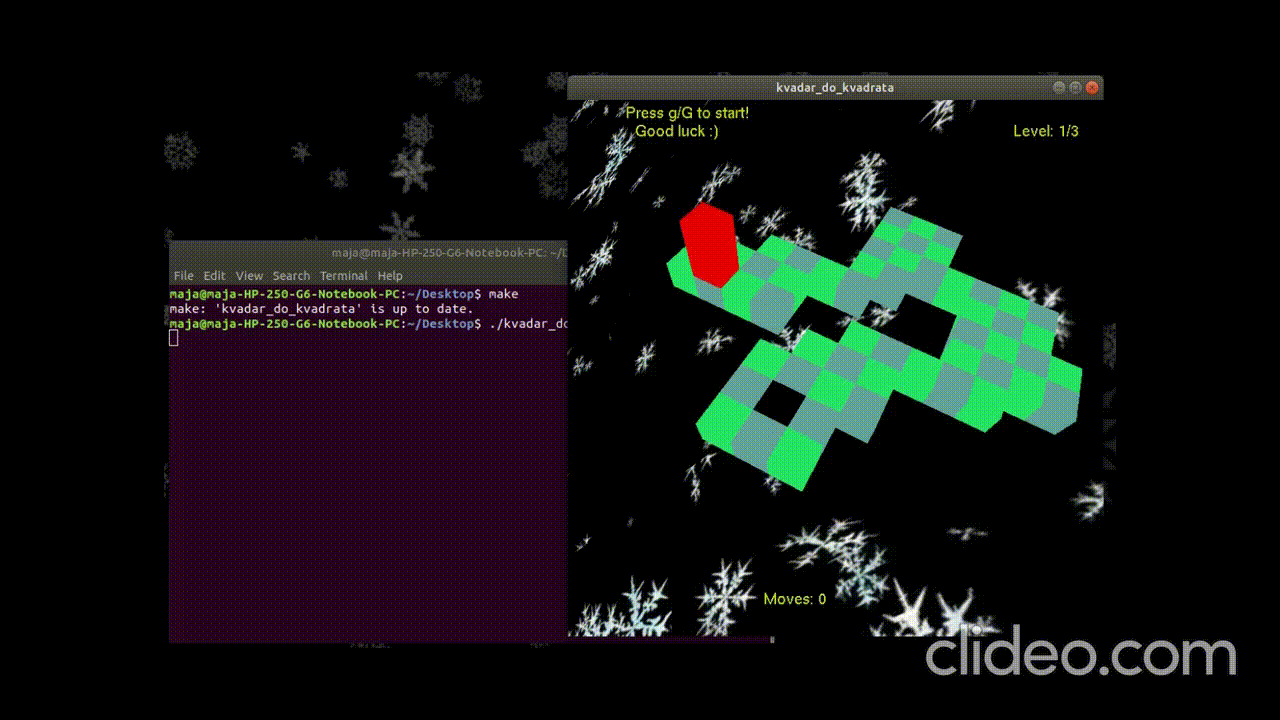 kvadar_do_kvadrata
Press g/G to start!
Good luck :)
Level: 1/3
maja@maja-HP-250-G6-Notebook-PC: ~/D
File Edit View Search Terminal Help
maja@maja-HP-250-G6-Notebook-PC:~/Desktop$ make
make: 'kvadar_do_kvadrata' is up to date.
maja@maja-HP-250-G6-Notebook-PC:~/Desktop$ ./kvadar_do
Moves: 0
clideo.com